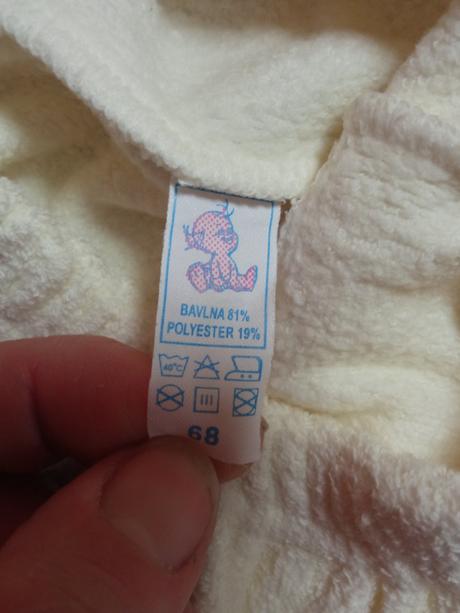 BAVLNA 81%
POLYESTER 19%
40°C
68